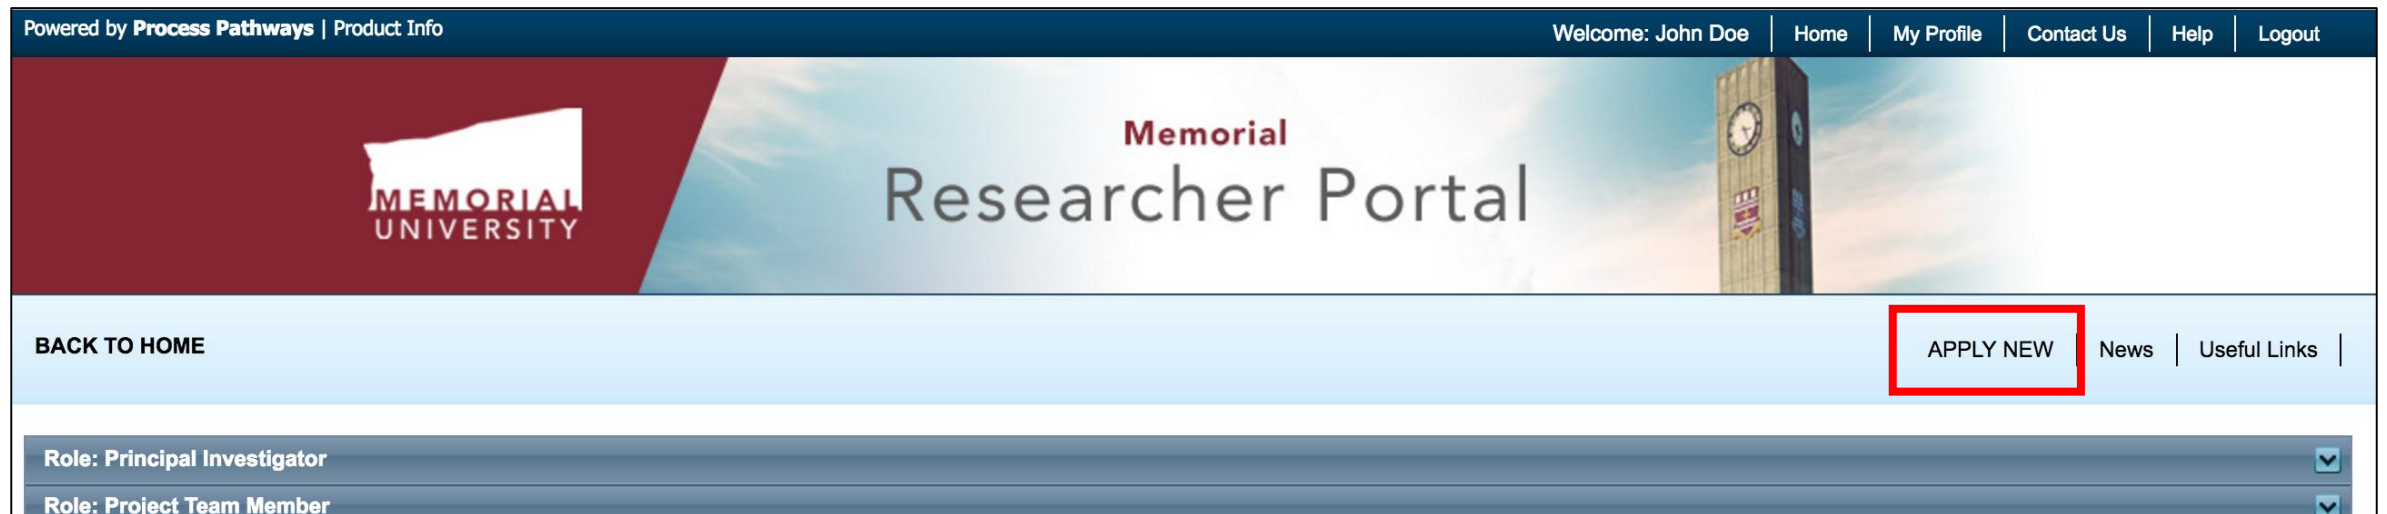 Powered by Process Pathways | Product Info
Welcome: John Doe | Home | My Profile | Contact Us | Help | Logout
MEMORIAL
UNIVERSITY
Memorial
Researcher Portal
BACK TO HOME
APPLY NEW | News | Useful Links |
Role: Principal Investigator
Role: Project Team Member